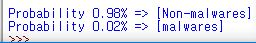 Probability 0.98% => [Non-malwares]
Probability 0.02% => [malwares]
>>>